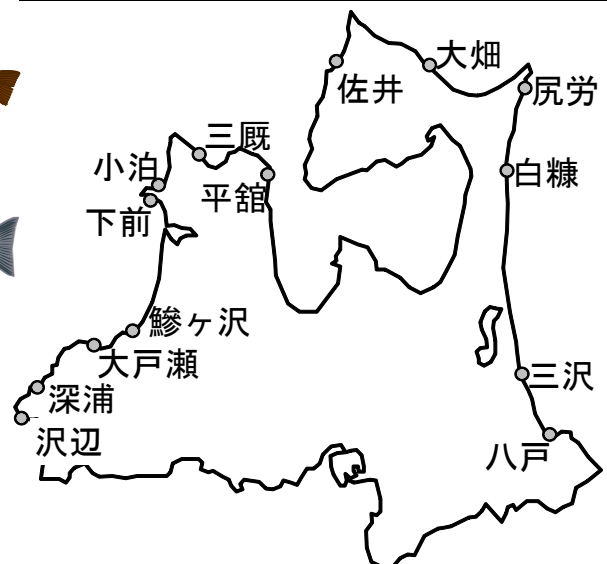 大畑
佐井
尻労
三厩
小泊
平舘
白糠
下前
鰺ヶ沢
大戸瀬
三沢
深浦
沢辺
八戸